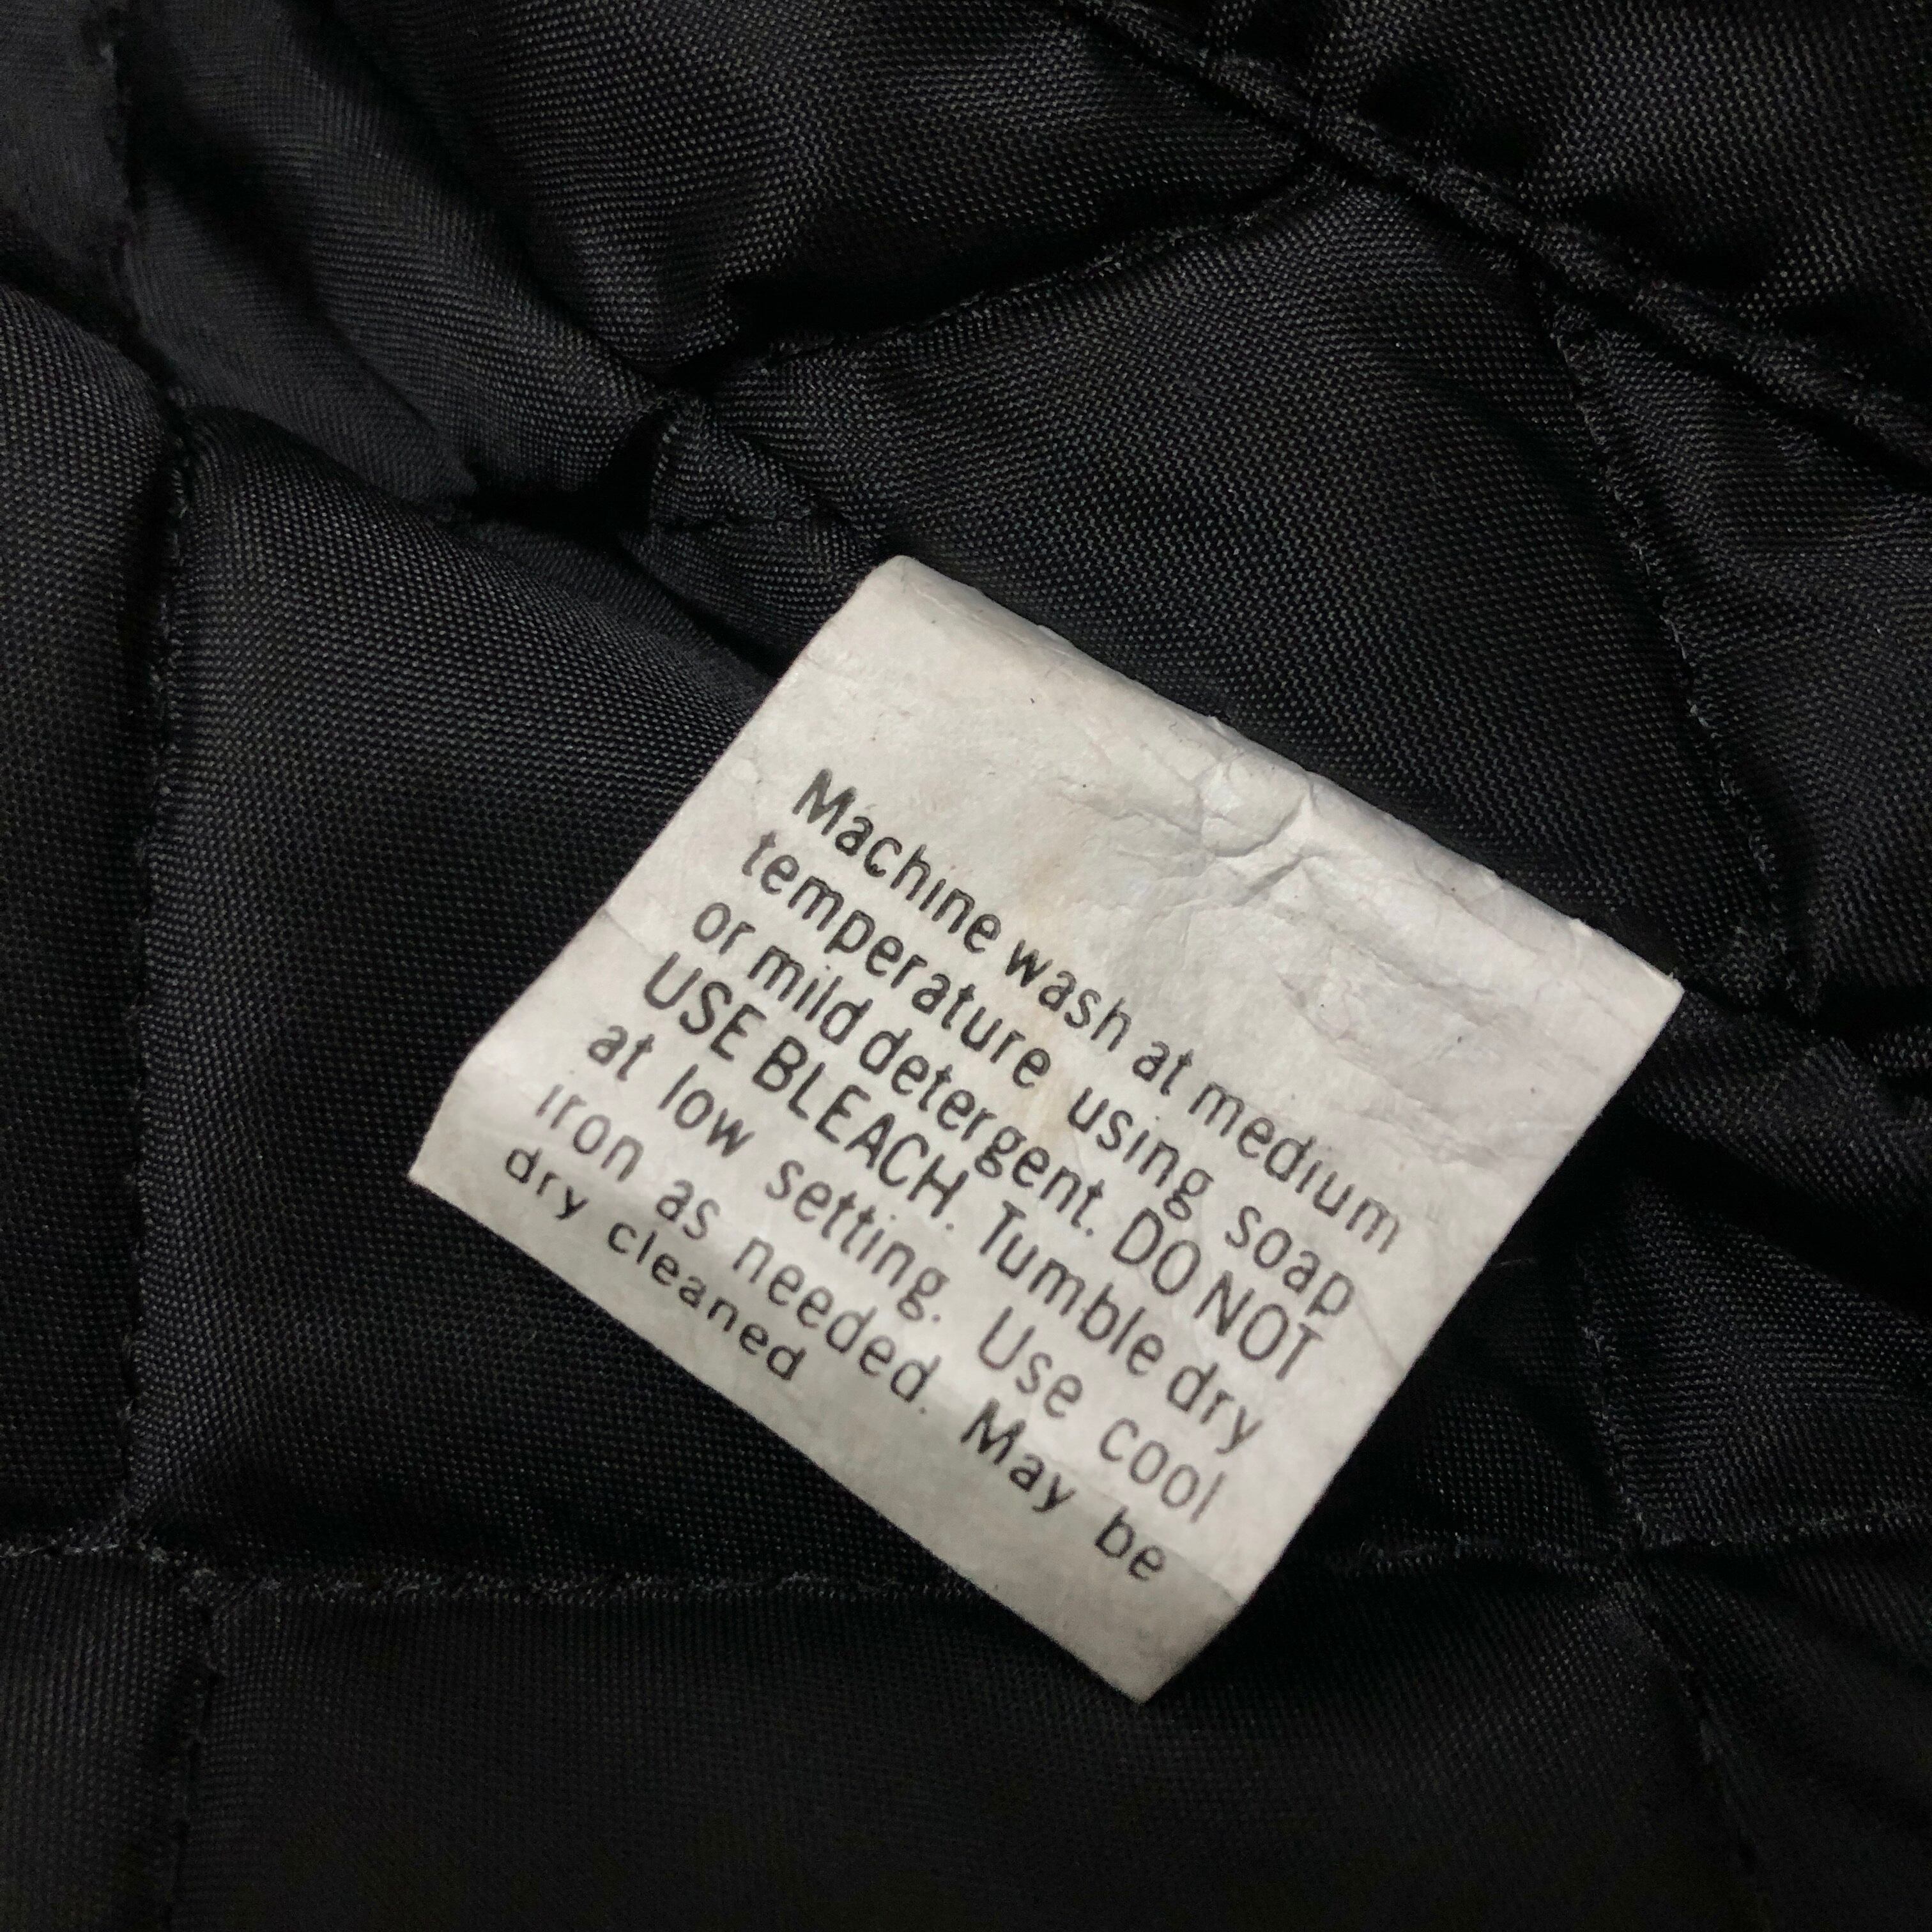 Machine wash at medium
temperature using soap
or mild detergent. DO NOT
USE BLEACH. Tumble dry
at low setting. Use cool
iron as needed. May be
dry cleaned